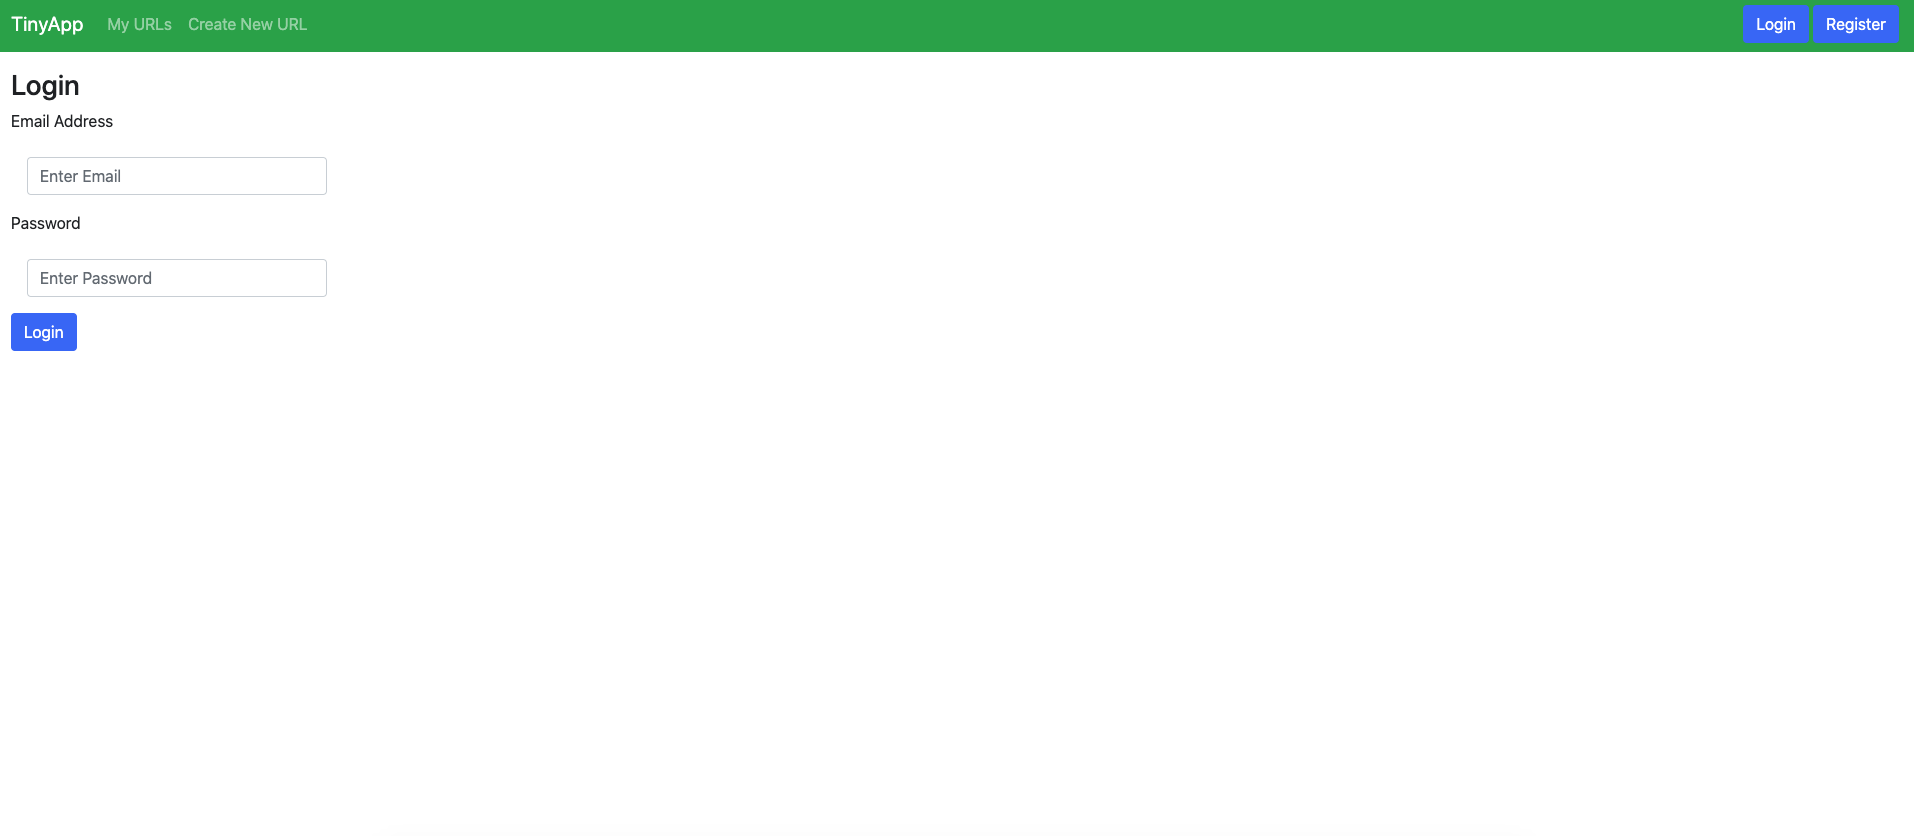 TinyApp My URLs Create New URL Login Register
Login
Email Address
Enter Email
Password
Enter Password
Login